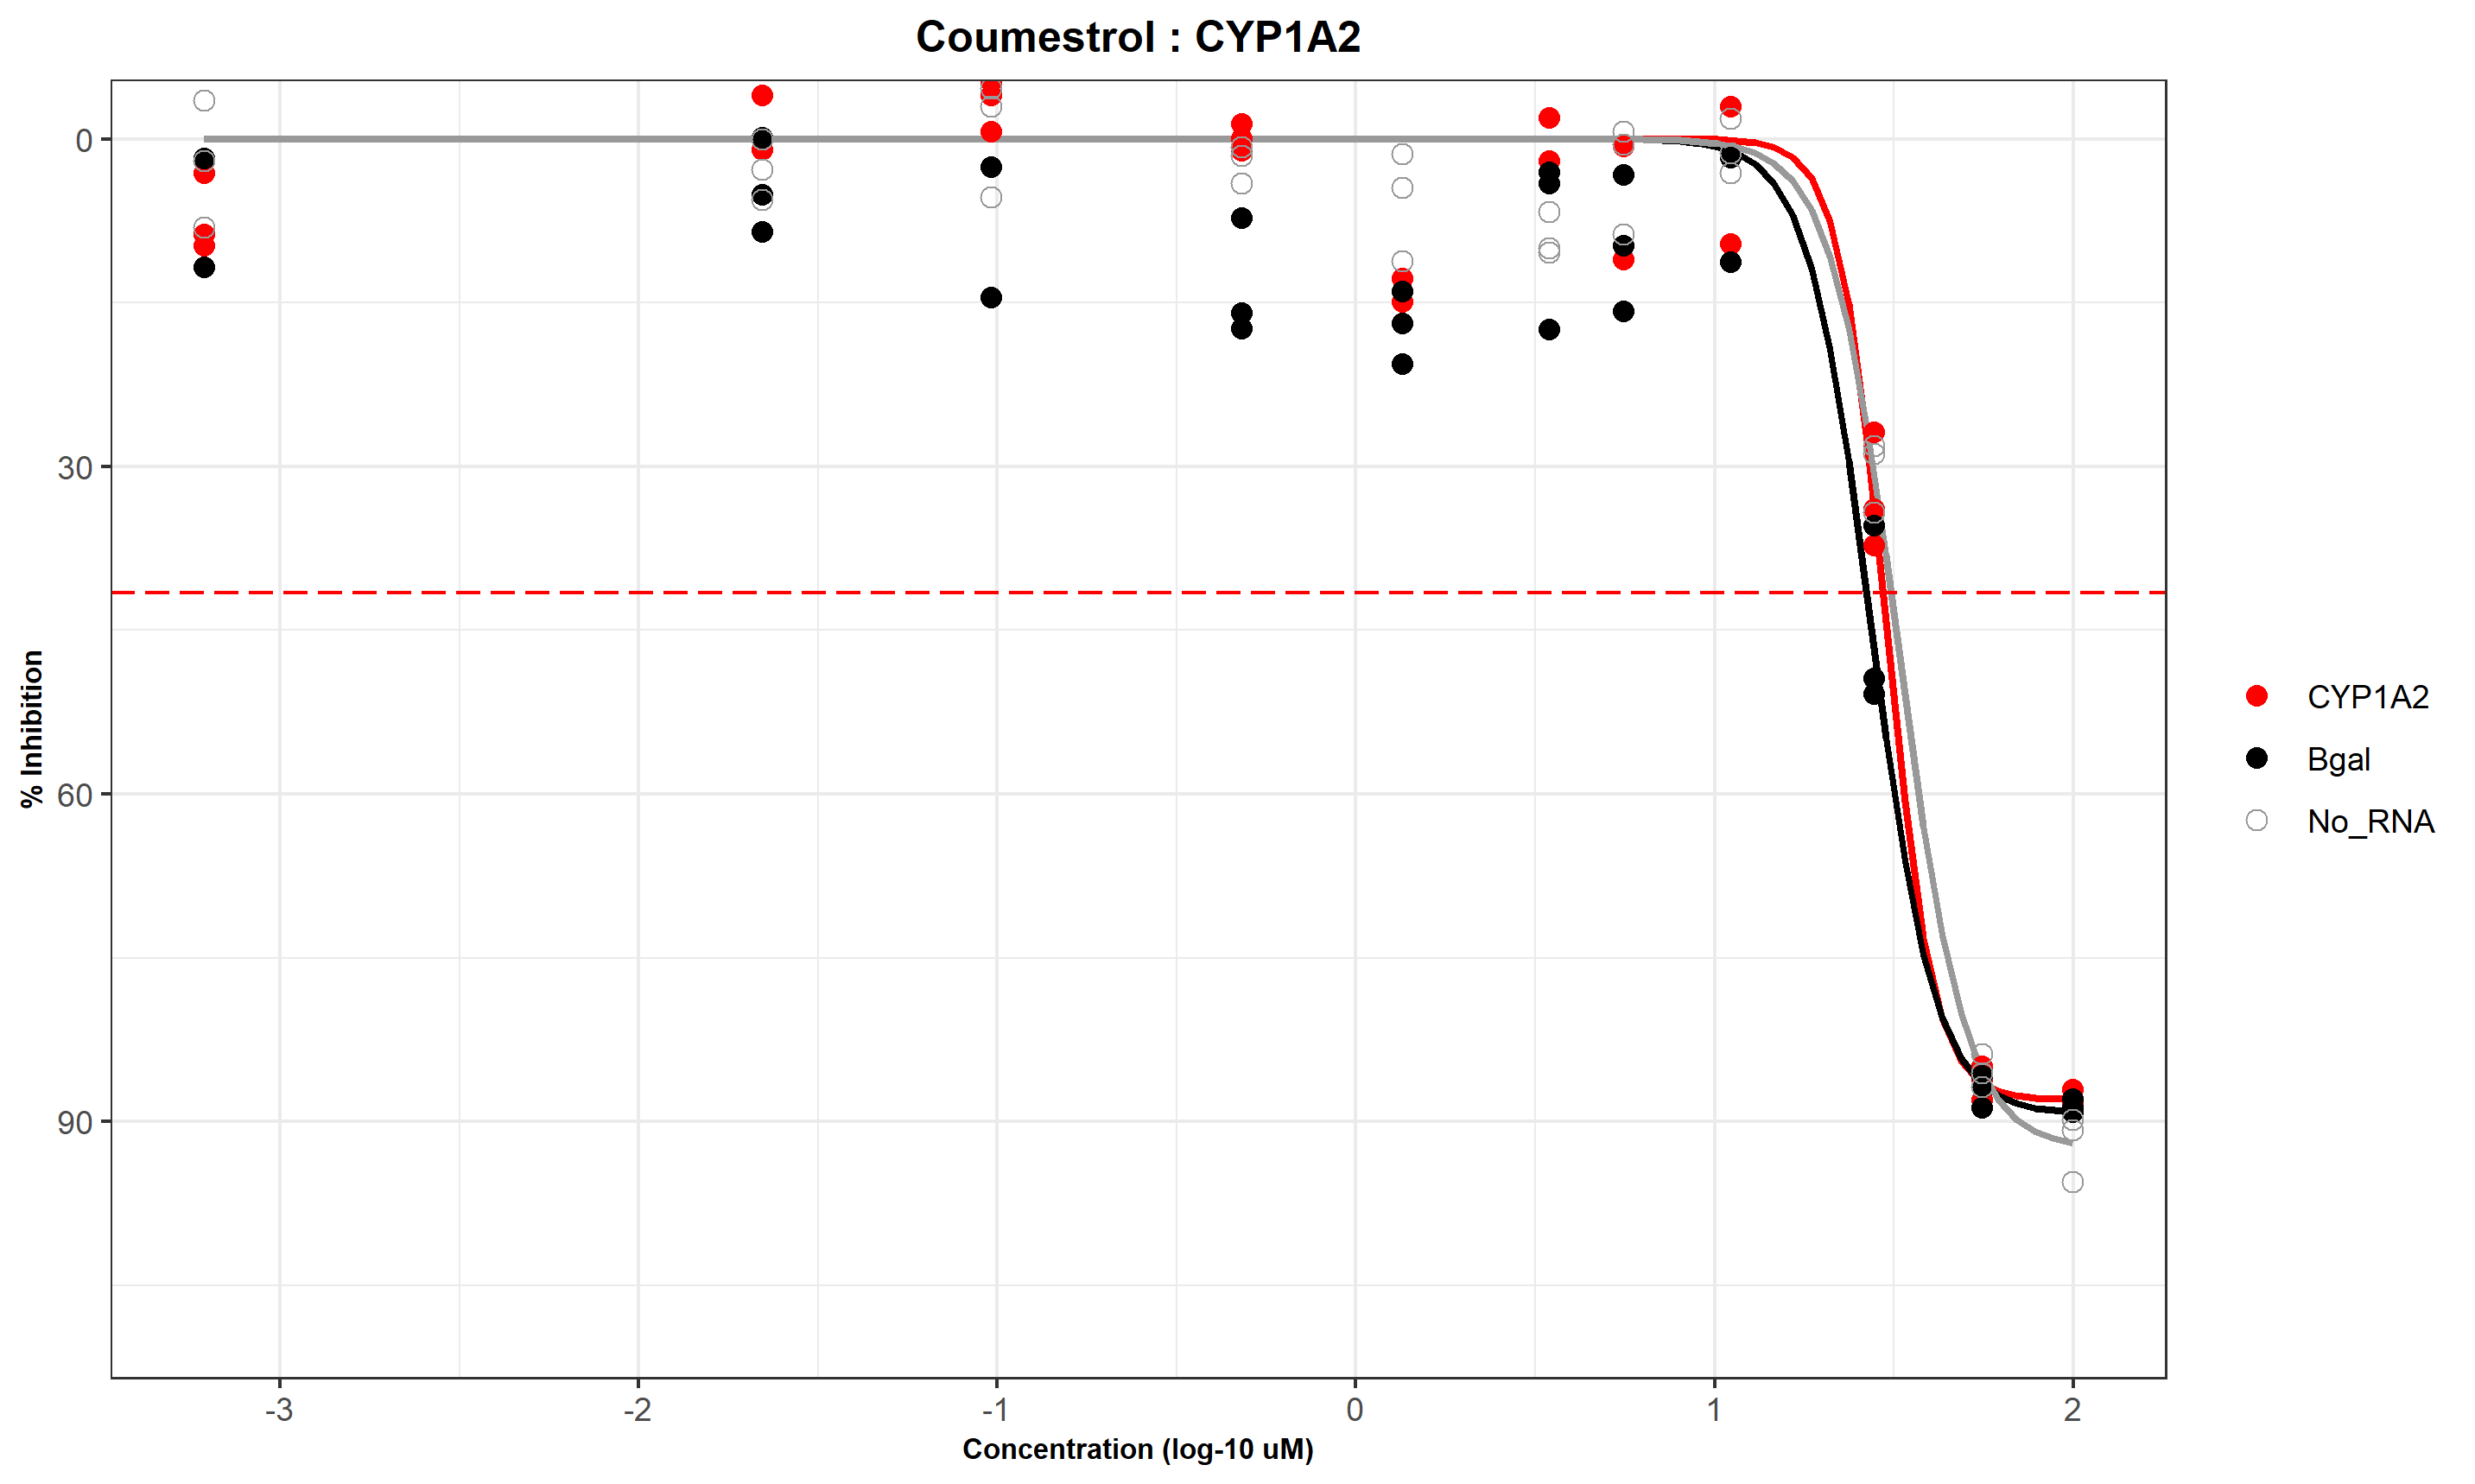 Coumestrol : CYP1A2
0
30
60
90
% Inhibition
-3
-2
-1
0
1
2
Concentration (log-10 uM)
CYP1A2
Bgal
No_RNA